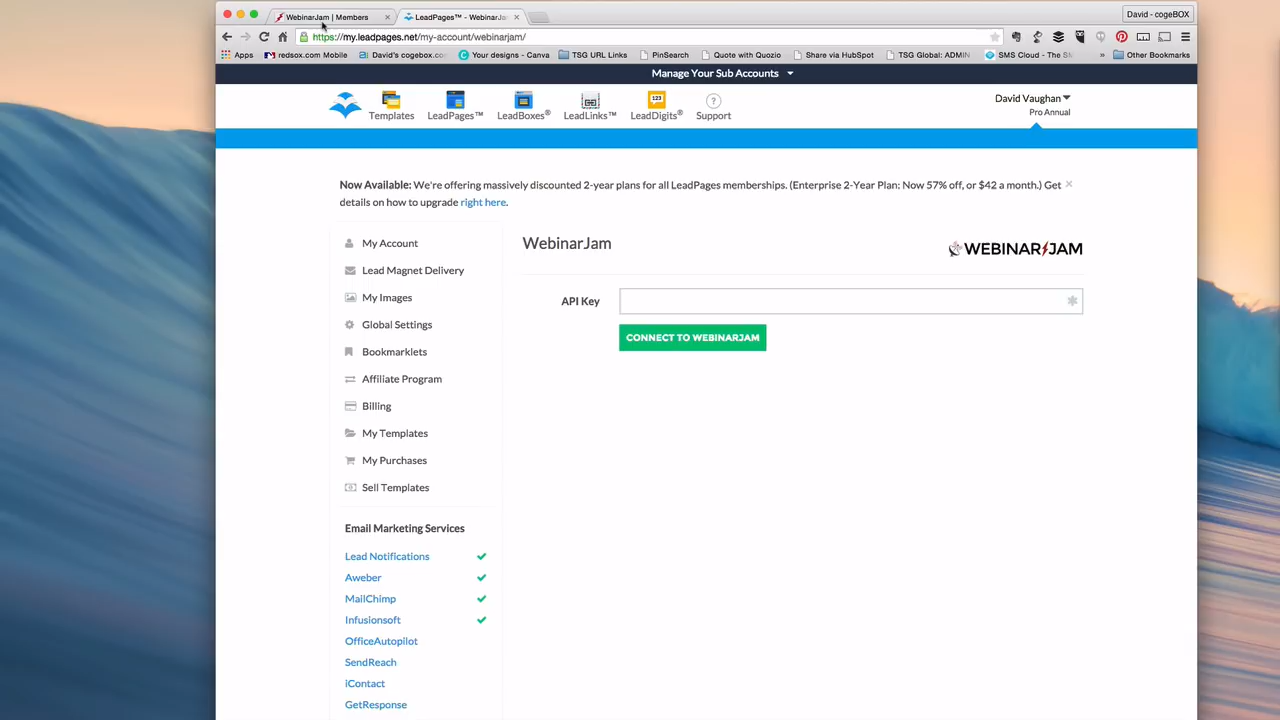 WebinarJam | Members
LeadPages™ - WebinarJa
David - cogeBOX
https://my.leadpages.net/my-account/webinarjam/
Apps
redsox.com Mobile
David's cogebox.com
Your designs - Canva
TSG URL Links
PinSearch
Quote with Quozio
Share via HubSpot
TSG Global: ADMIN
SMS Cloud - The SM
»
Other Bookmarks
Manage Your Sub Accounts
Templates
LeadPages™
LeadBoxes®
LeadLinks™
123
LeadDigits®
?
Support
David Vaughan
Pro Annual
Now Available: We're offering massively discounted 2-year plans for all LeadPages memberships. (Enterprise 2-Year Plan: Now 57% off, or $42 a month.) Get
details on how to upgrade right here.
My Account
Lead Magnet Delivery
My Images
Global Settings
Bookmarklets
Affiliate Program
Billing
My Templates
My Purchases
Sell Templates
Email Marketing Services
Lead Notifications
Aweber
MailChimp
Infusionsoft
OfficeAutopilot
SendReach
iContact
GetResponse
WebinarJam
WEBINARJAM
API Key
CONNECT TO WEBINARJAM